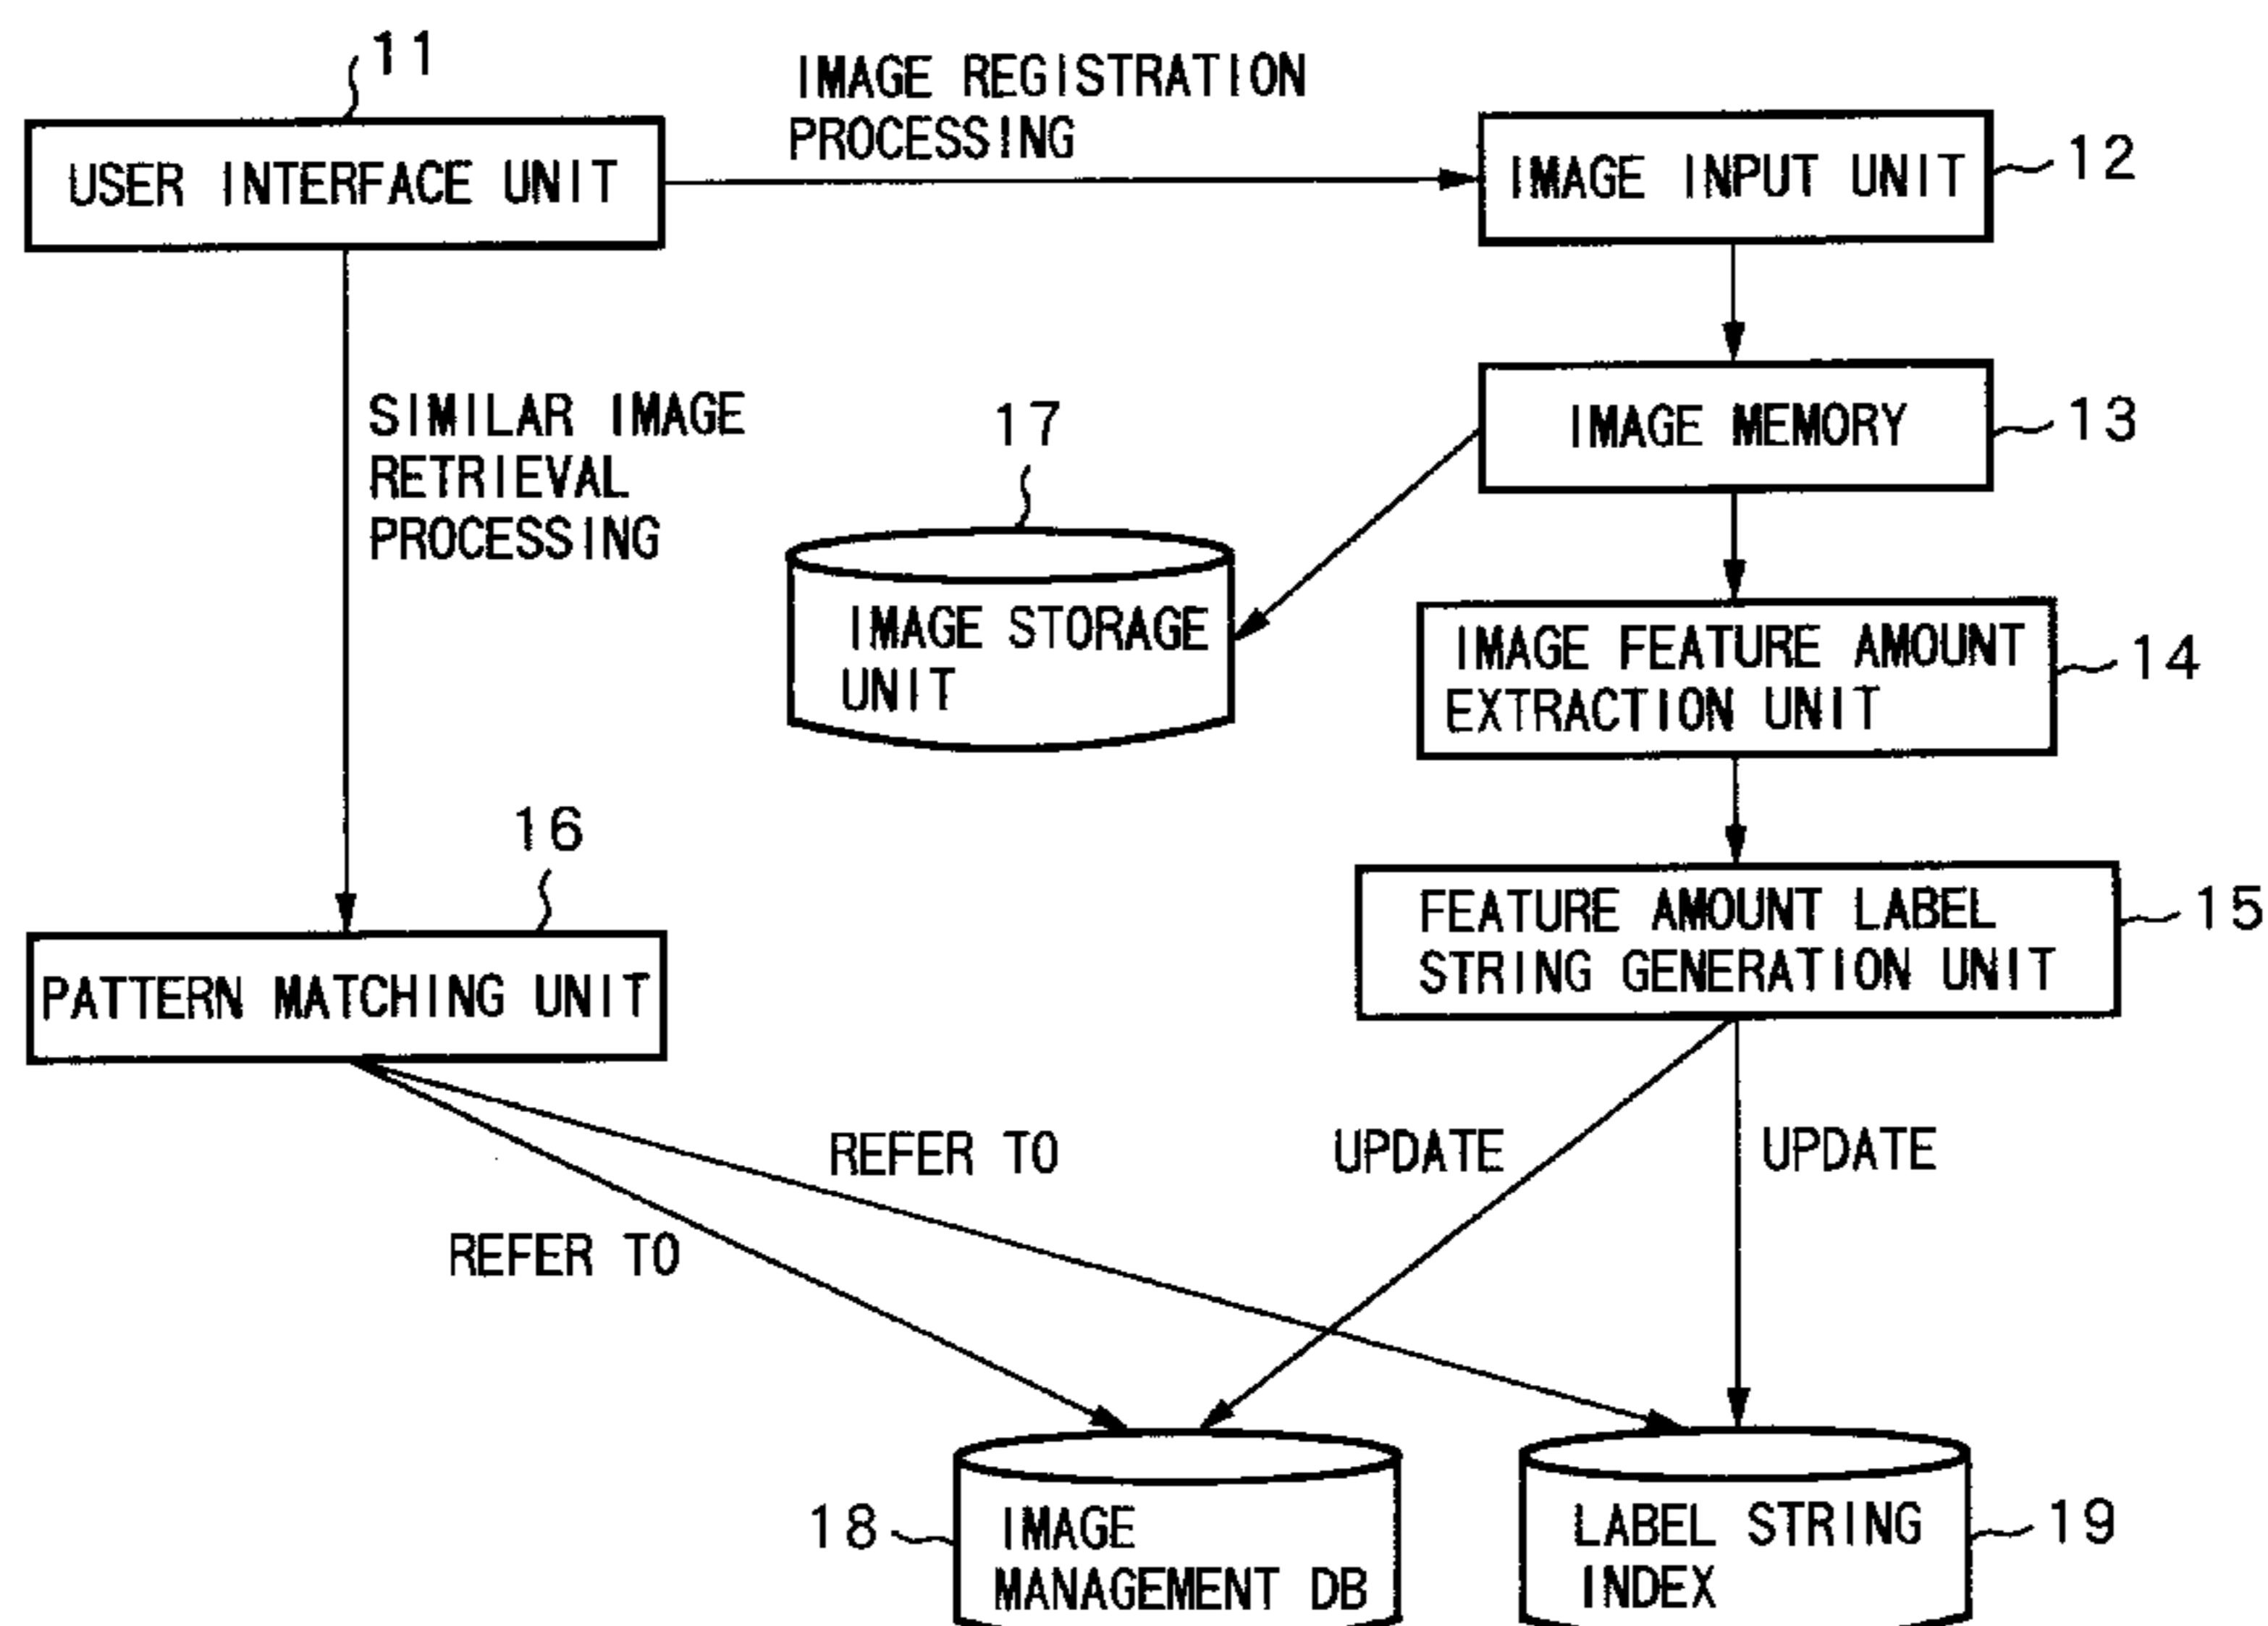 11
IMAGE REGISTRATION
PROCESSING
USER INTERFACE UNIT
IMAGE INPUT UNIT
12
SIMILAR IMAGE
RETRIEVAL
PROCESSING
17
IMAGE MEMORY
13
IMAGE STORAGE
UNIT
IMAGE FEATURE AMOUNT
EXTRACTION UNIT
14
16
PATTERN MATCHING UNIT
FEATURE AMOUNT LABEL
STRING GENERATION UNIT
15
REFER TO
UPDATE
UPDATE
REFER TO
18
IMAGE
MANAGEMENT DB
LABEL STRING
INDEX
19